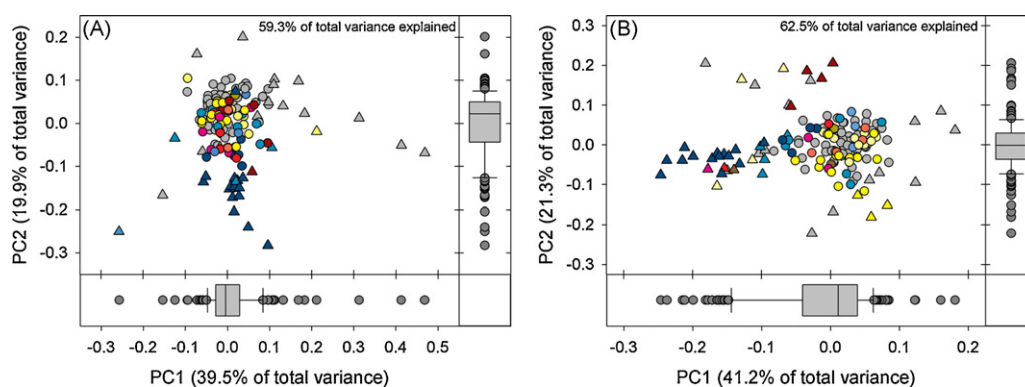 (A)
59.3% of total variance explained
PC2 (19.9% of total variance)
0.2
0.1
0.0
-0.1
-0.2
-0.3
-0.3 -0.2 -0.1 0.0 0.1 0.2 0.3 0.4 0.5
PC1 (39.5% of total variance)
(B)
62.5% of total variance explained
PC2 (21.3% of total variance)
0.3
0.2
0.1
0.0
-0.1
-0.2
-0.3
-0.3 -0.2 -0.1 0.0 0.1 0.2
PC1 (41.2% of total variance)